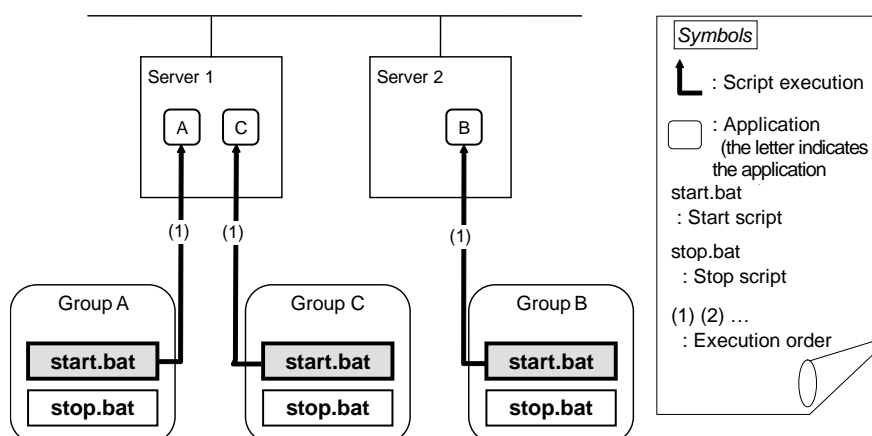 Server 1
A
C
Server 2
B
(1)
(1)
(1)
Group A
start.bat
stop.bat
Group C
start.bat
stop.bat
Group B
start.bat
stop.bat
Symbols
: Script execution
: Application
(the letter indicates
the application
start.bat
: Start script
stop.bat
: Stop script
(1) (2) …
: Execution order